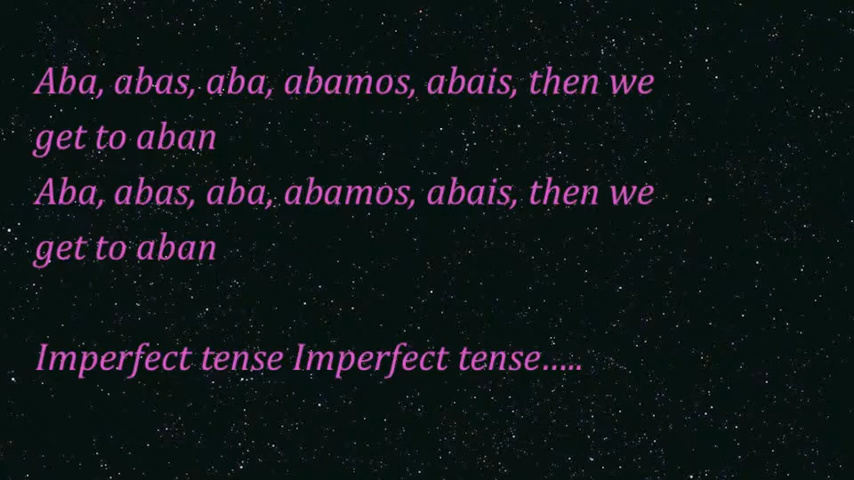 Aba, abas, aba, abamos, abais, then we
get to aban
Aba, abas, aba, abamos, abais, then we
get to aban
Imperfect tense Imperfect tense.....